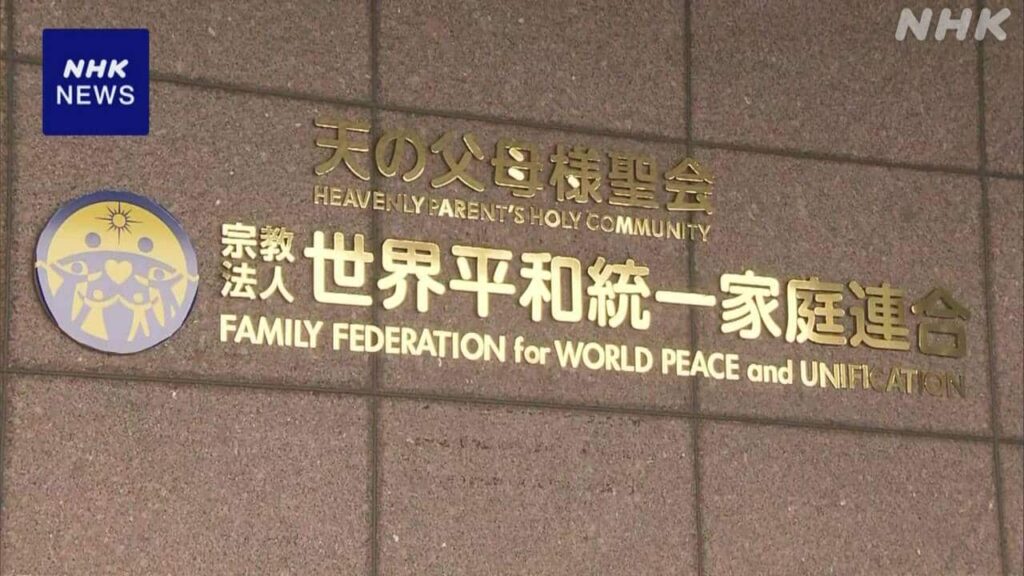 NHK
NEWS
NHK
天の父母様聖会
HEAVENLY PARENT'S HOLY COMMUNITY
宗教
法人
世界平和統一家庭連合
FAMILY FEDERATION for WORLD PEACE and UNIFICATION